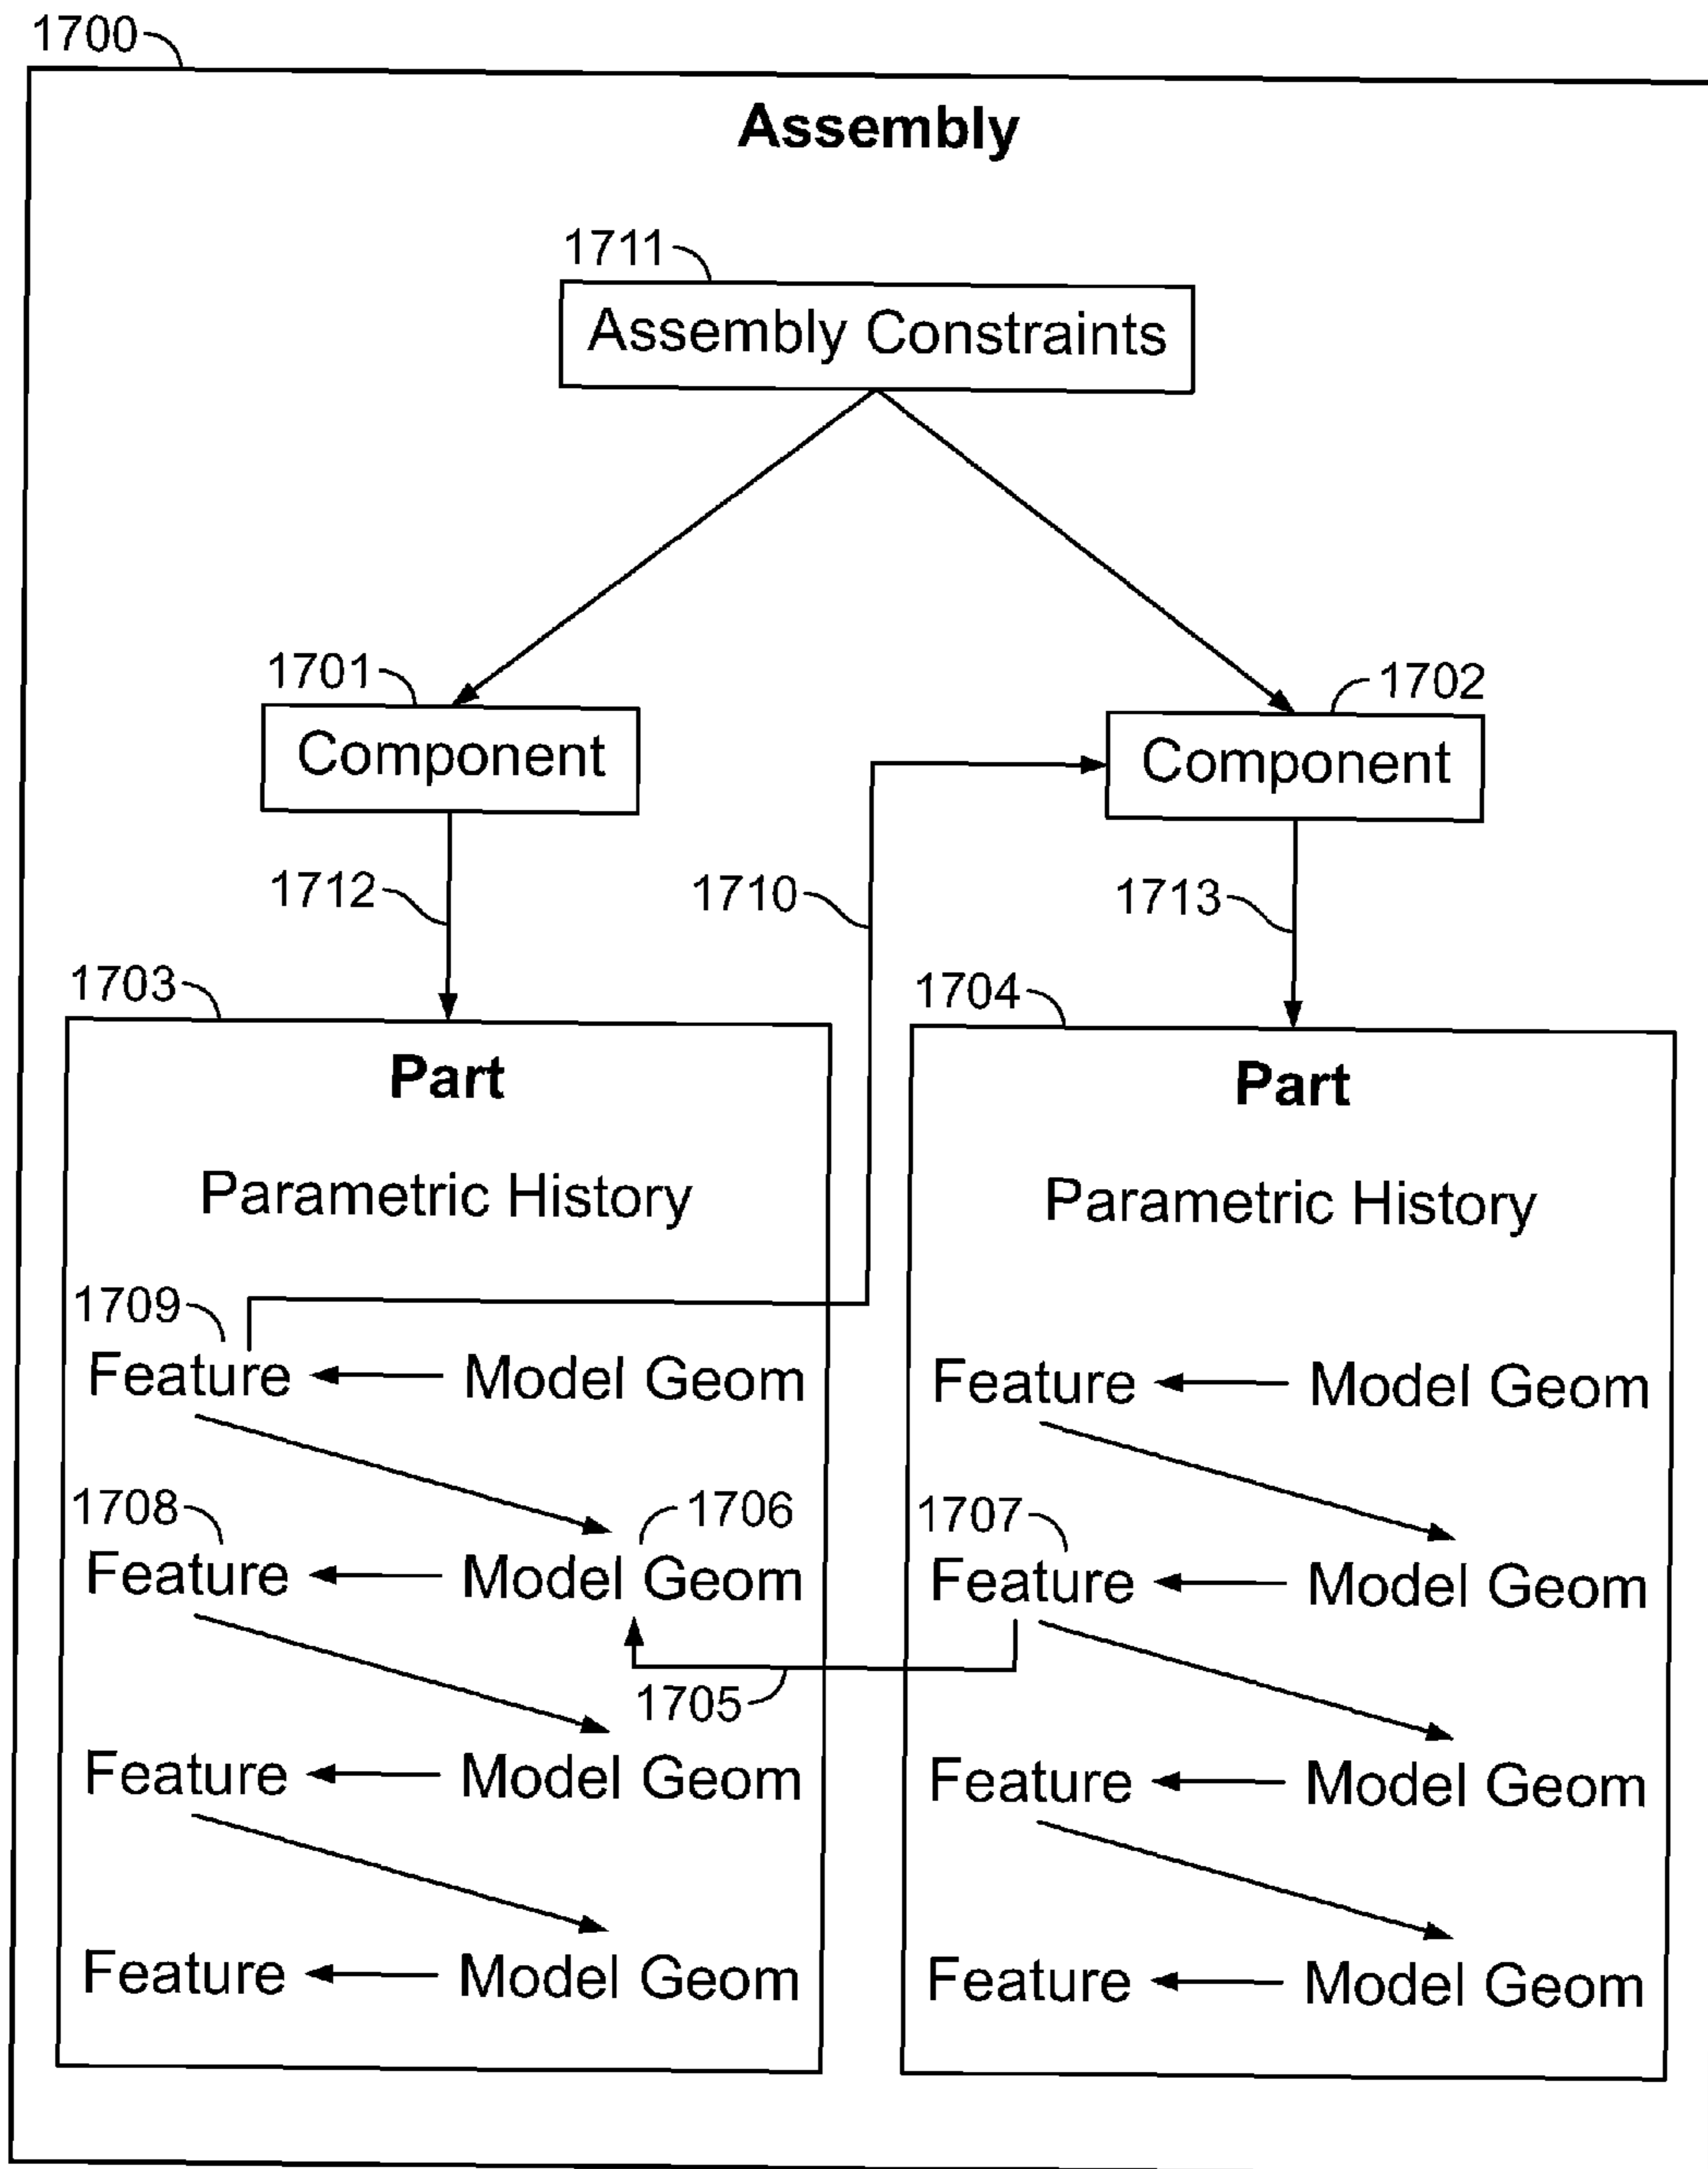 1700
Assembly
1711
Assembly Constraints
1701
1702
Component
Component
1712
1710
1713
1703
1704
Part
Part
Parametric History
Parametric History
1709
Feature
Model Geom
Feature
Model Geom
1708
1706
1707
Feature
Model Geom
Feature
Model Geom
1705
Feature
Model Geom
Feature
Model Geom
Feature
Model Geom
Feature
Model Geom